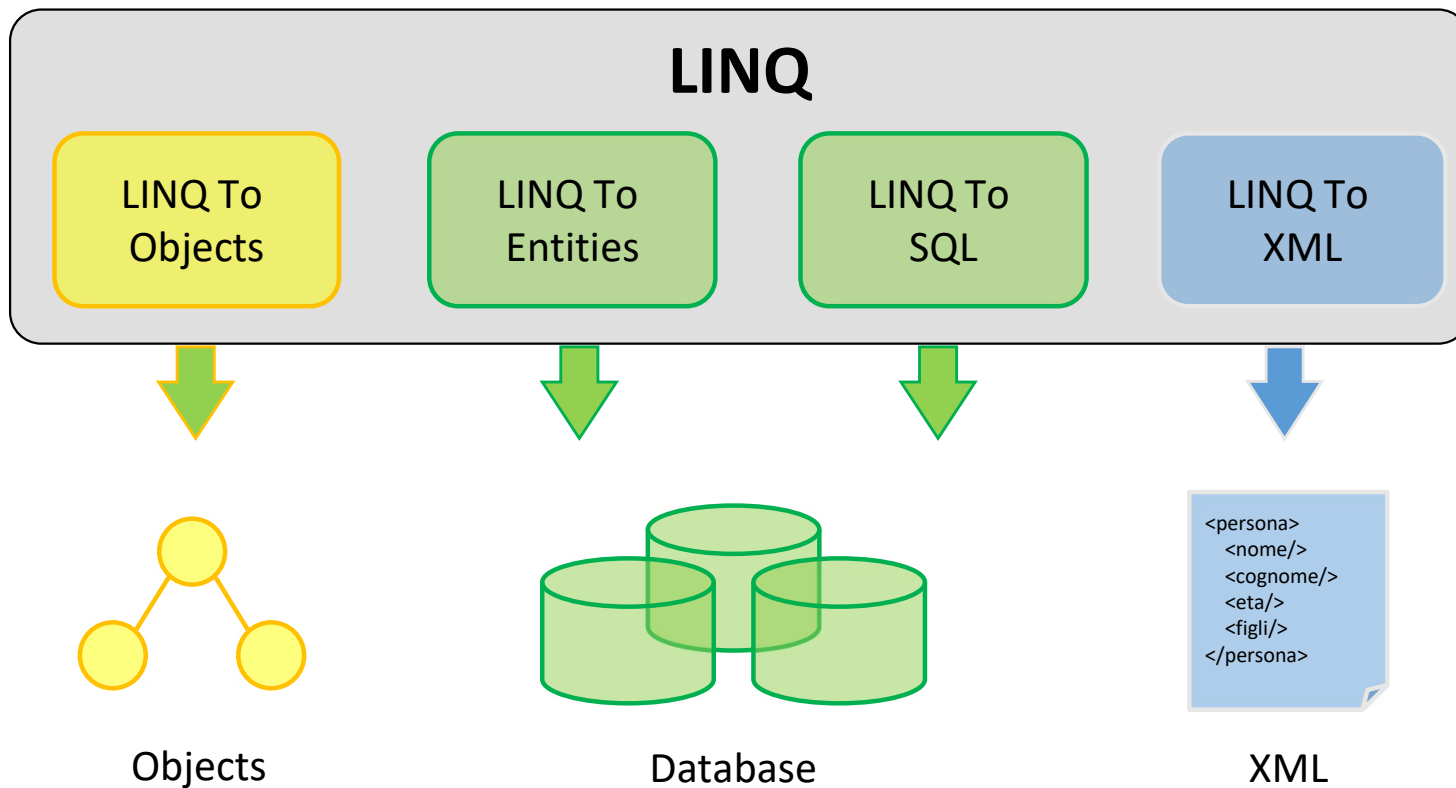 LINQ
LINQ To
Objects
LINQ To
Entities
LINQ To
SQL
LINQ To
XML
<persona>
<nome/>
<cognome/>
<eta/>
<figli/>
</persona>
Objects
Database
XML